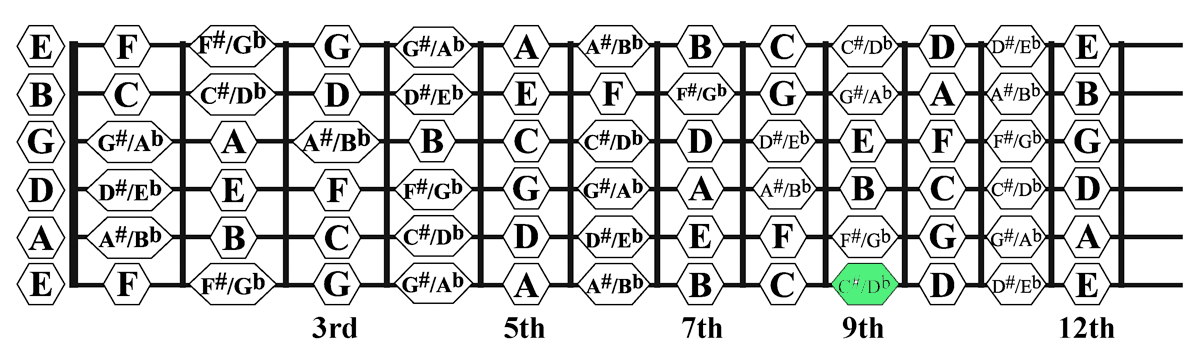 E F F#/Gb G G#/Ab A A#/Bb B C C#/Db D D#/Eb E
B C C#/Db D D#/Eb E F F#/Gb G G#/Ab A A#/Bb B
G G#/Ab A A#/Bb B C C#/Db D D#/Eb E F F#/Gb G
D D#/Eb E F F#/Gb G G#/Ab A A#/Bb B C C#/Db D
A A#/Bb B C C#/Db D D#/Eb E F F#/Gb G G#/Ab A
E F F#/Gb G G#/Ab A A#/Bb B C C#/Db D D#/Eb E
3rd 5th 7th 9th 12th